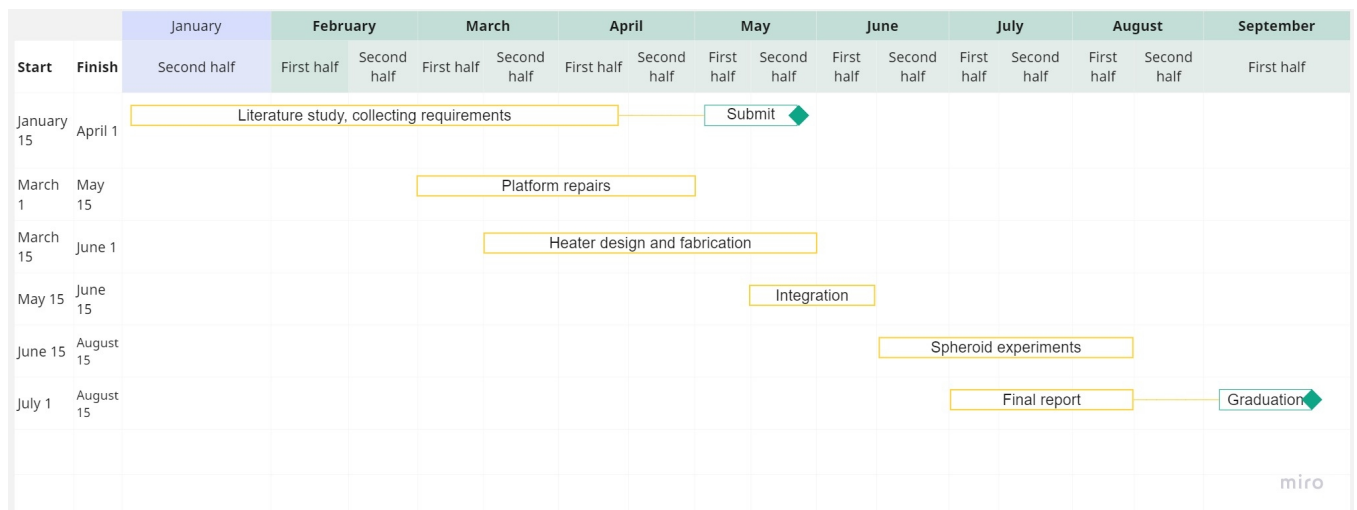 January February March April May June July August September
Start Finish Second half First half Second half First half Second half First half Second half First half Second half First half Second half First half Second half First half Second half First half
January 15 April 1 Literature study, collecting requirements Submit
March 1 May 15 Platform repairs
March 15 June 1 Heater design and fabrication
May 15 June 15 Integration
June 15 August 15 Spheroid experiments
July 1 August 15 Final report Graduation
miro